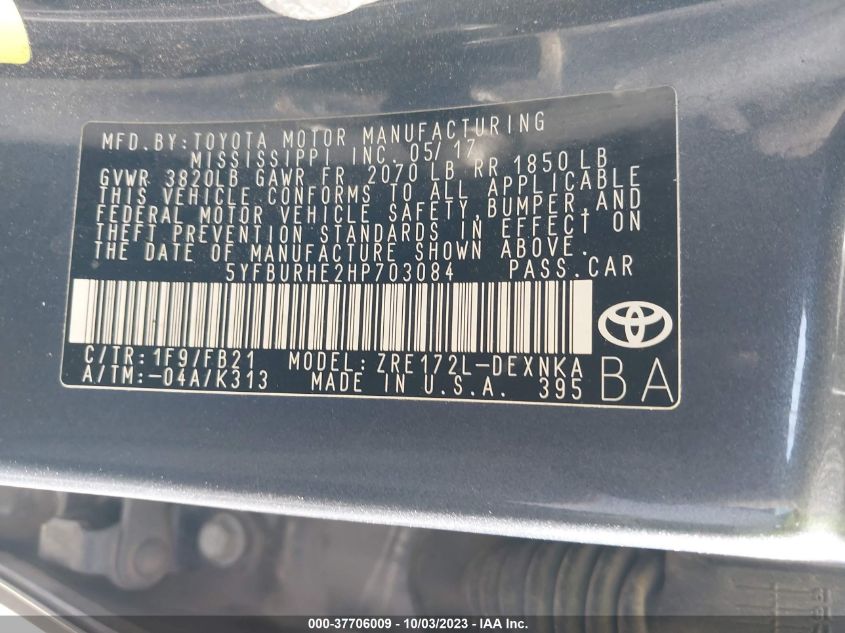 MFD.BY:TOYOTA MOTOR MANUFACTURING
MISSISSIPPI INC. 05/17
GVWR 3820LB GAWR FR 2070 LB RR 1850 LB
THIS VEHICLE CONFORMS TO ALL APPLICABLE
FEDERAL MOTOR VEHICLE SAFETY,BUMPER,AND
THEFT PREVENTION STANDARDS IN EFFECT ON
THE DATE OF MANUFACTURE SHOWN ABOVE.
5YFBURHE2HP703084 PASS.CAR
C/TR:1F9/FB21 MODEL:ZRE172L-DEXNKA
A/TM:-04A/K313 MADE IN U.S.A. 395 BA
000-37706009 - 10/03/2023 - IAA Inc.